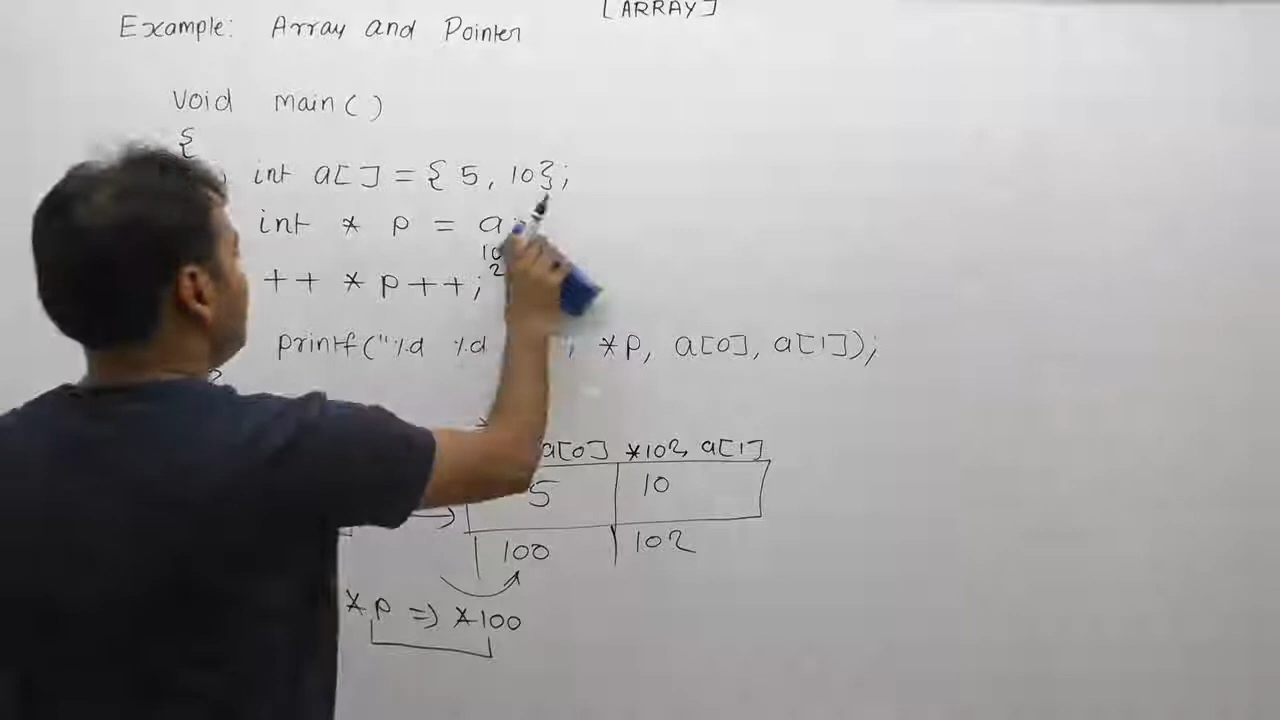 [ARRAY]
Example: Array and Pointer
void main()
{
int a[] = { 5, 10};
int * p = a;
++ * p++;
printf("%d %d *p, a[0], a[1]);
a[0] *102, a[1]
5 10
100 102
*p => *100